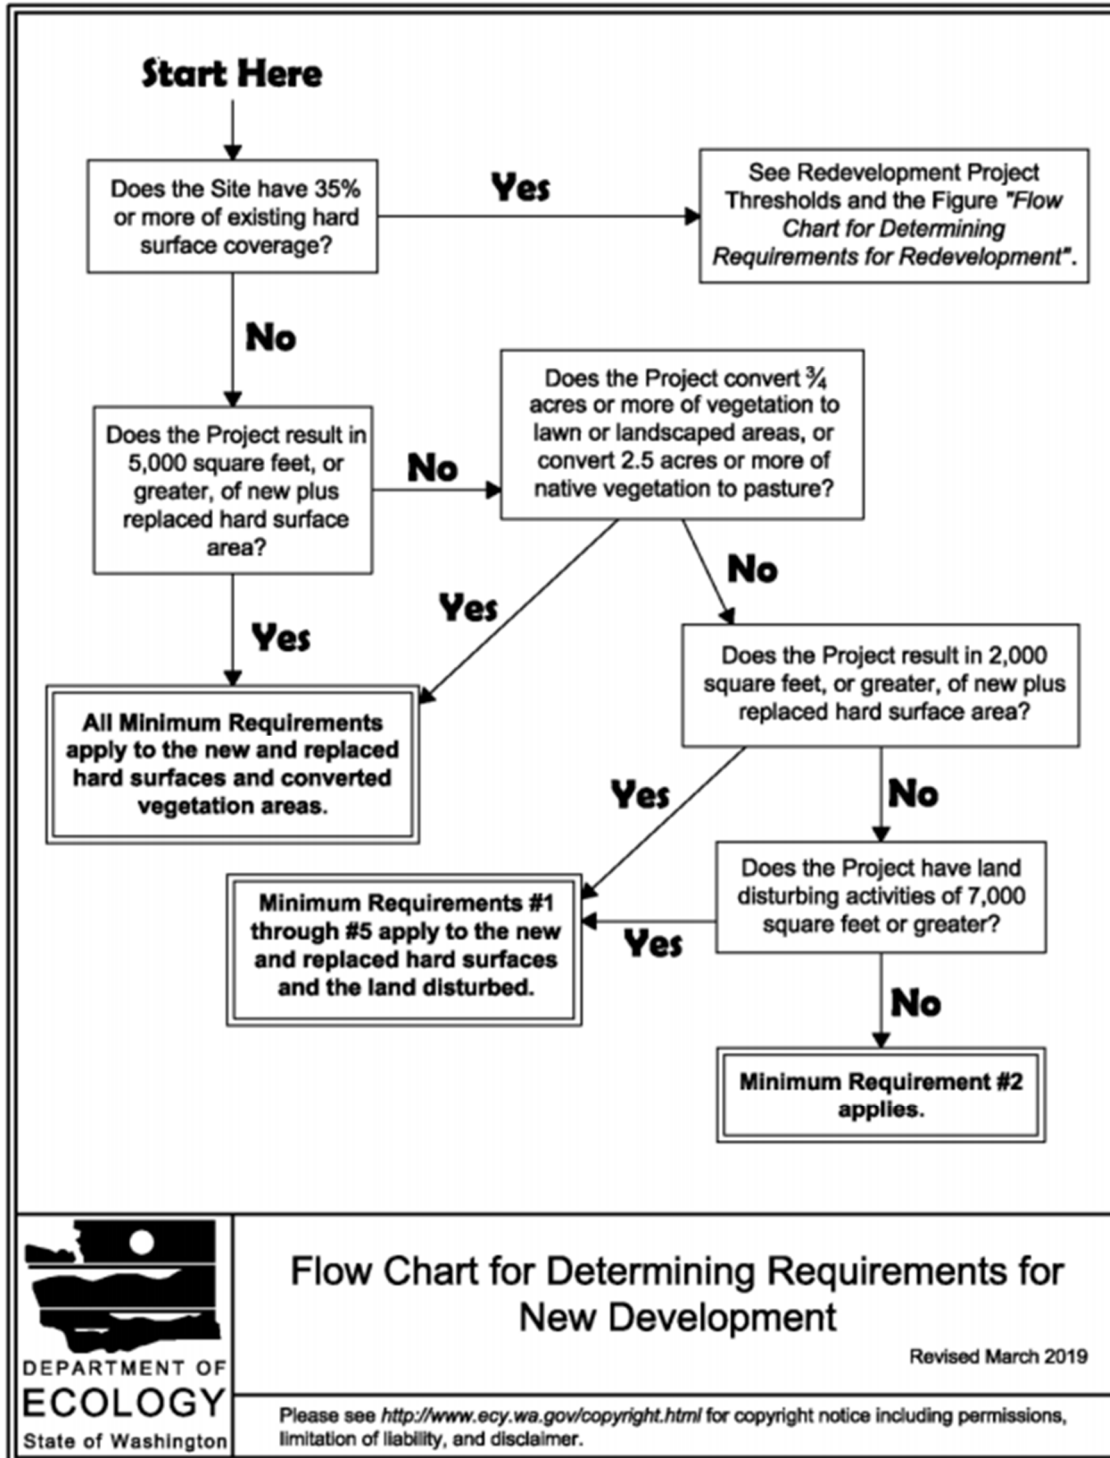 Start Here
Does the Site have 35%
or more of existing hard
surface coverage?
Yes
See Redevelopment Project
Thresholds and the Figure "Flow
Chart for Determining
Requirements for Redevelopment".
No
Does the Project result in
5,000 square feet, or
greater, of new plus
replaced hard surface
area?
No
Does the Project convert ¾
acres or more of vegetation to
lawn or landscaped areas, or
convert 2.5 acres or more of
native vegetation to pasture?
Yes
Yes
No
All Minimum Requirements
apply to the new and replaced
hard surfaces and converted
vegetation areas.
Does the Project result in 2,000
square feet, or greater, of new plus
replaced hard surface area?
Yes
No
Minimum Requirements #1
through #5 apply to the new
and replaced hard surfaces
and the land disturbed.
Yes
Does the Project have land
disturbing activities of 7,000
square feet or greater?
No
Minimum Requirement #2
applies.
DEPARTMENT OF
ECOLOGY
State of Washington
Flow Chart for Determining Requirements for
New Development
Revised March 2019
Please see http://www.ecy.wa.gov/copyright.html for copyright notice including permissions,
limitation of liability, and disclaimer.